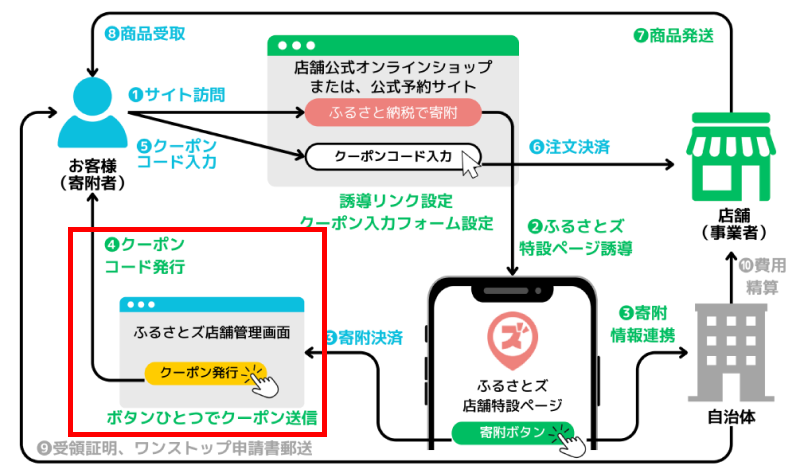 ❽商品受取
❼商品発送
店舗公式オンラインショップ
または、公式予約サイト
ふるさと納税で寄附
クーポンコード入力
❶サイト訪問
❺クーポン
コード入力
お客様
(寄附者)
❻注文決済
店舗
(事業者)
誘導リンク設定
クーポン入力フォーム設定
❷ふるさとズ
特設ページ誘導
❹クーポン
コード発行
ふるさとズ店舗管理画面
クーポン発行
ボタンひとつでクーポン送信
❸寄附決済
ズ
ふるさとズ
店舗特設ページ
寄附ボタン
❸寄附
情報連携
❿費用
精算
自治体
❾受領証明、ワンストップ申請書郵送